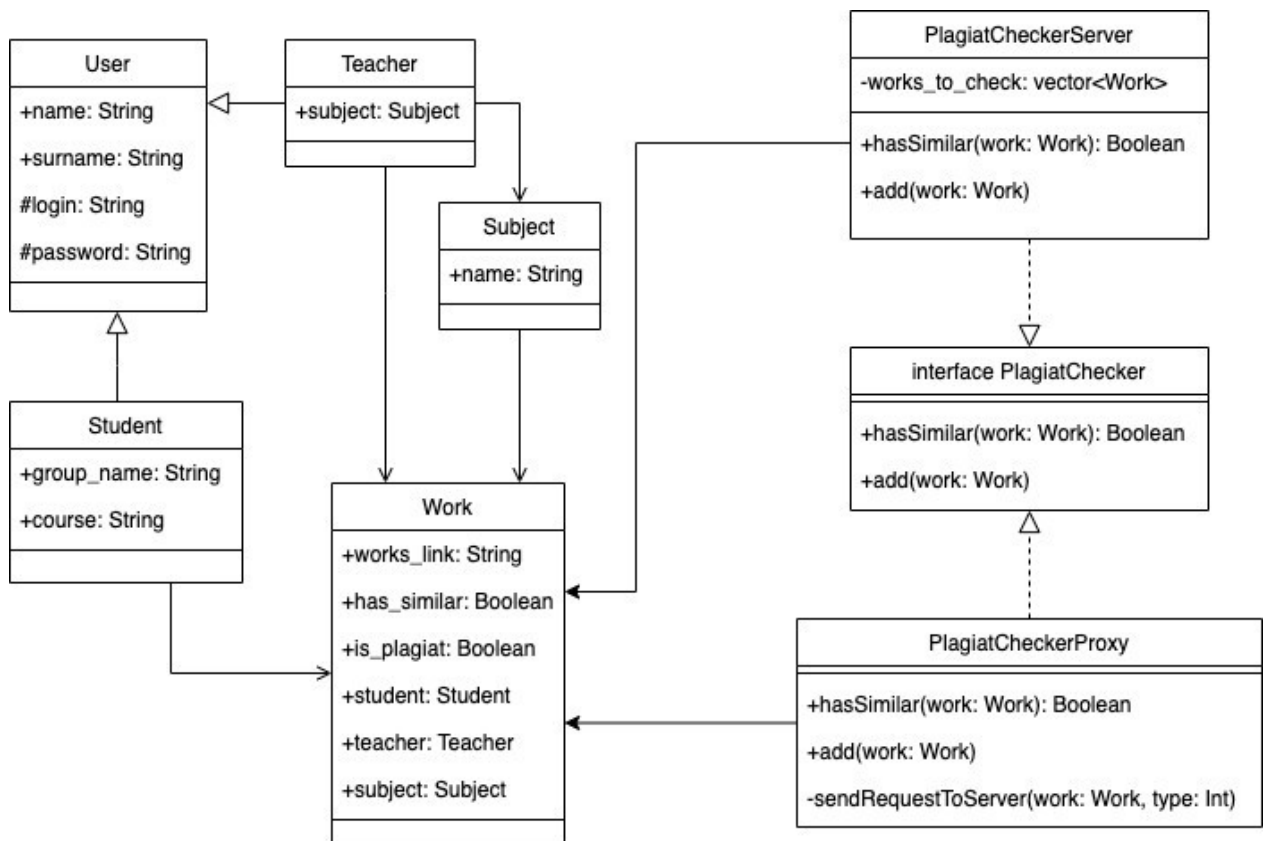 User
+name: String
+surname: String
#login: String
#password: String
Teacher
+subject: Subject
Subject
+name: String
Student
+group_name: String
+course: String
Work
+works_link: String
+has_similar: Boolean
+is_plagiat: Boolean
+student: Student
+teacher: Teacher
+subject: Subject
PlagiatCheckerServer
-works_to_check: vector<Work>
+hasSimilar(work: Work): Boolean
+add(work: Work)
interface PlagiatChecker
+hasSimilar(work: Work): Boolean
+add(work: Work)
PlagiatCheckerProxy
+hasSimilar(work: Work): Boolean
+add(work: Work)
-sendRequestToServer(work: Work, type: Int)